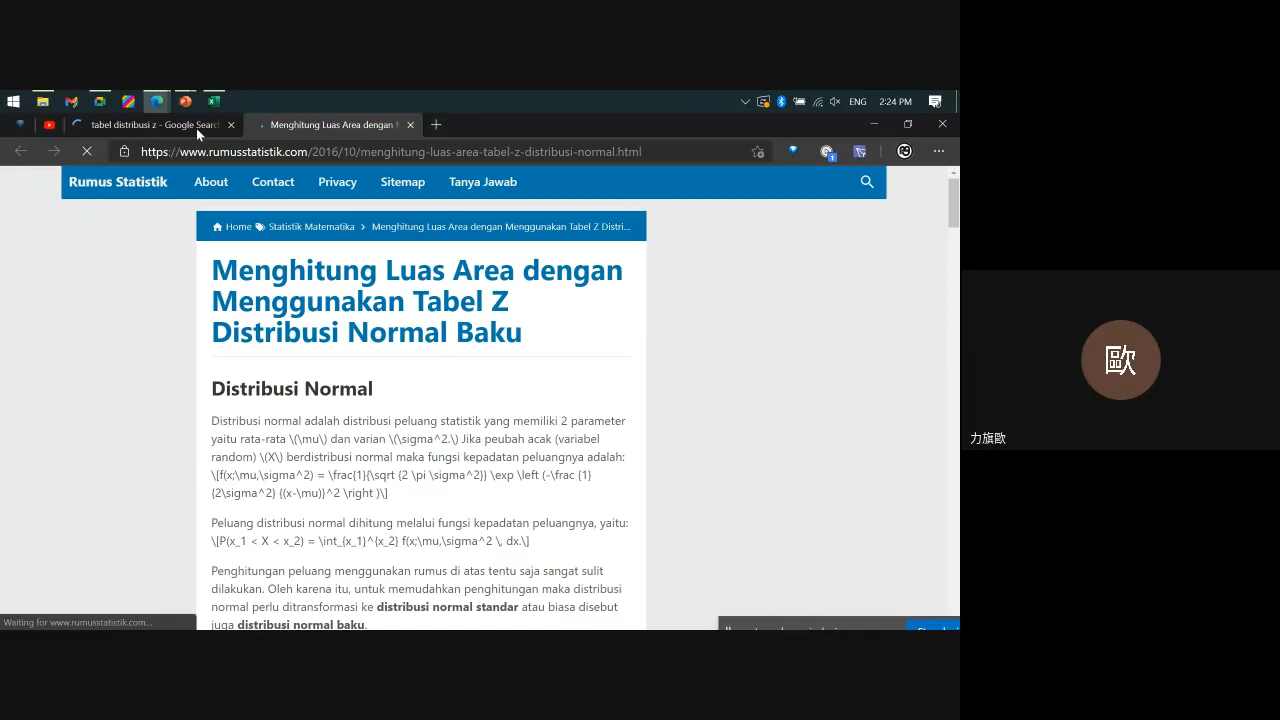 ENG 2:24 PM
tabel distribusi z - Google Search
Menghitung Luas Area dengan
https://www.rumusstatistik.com/2016/10/menghitung-luas-area-tabel-z-distribusi-normal.html
Rumus Statistik About Contact Privacy Sitemap Tanya Jawab
Home Statistik Matematika > Menghitung Luas Area dengan Menggunakan Tabel Z Distri...
Menghitung Luas Area dengan
Menggunakan Tabel Z
Distribusi Normal Baku
Distribusi Normal
Distribusi normal adalah distribusi peluang statistik yang memiliki 2 parameter
yaitu rata-rata \(\mu\) dan varian \(\sigma^2.\) Jika peubah acak (variabel
random) \(X\) berdistribusi normal maka fungsi kepadatan peluangnya adalah:
\[f(x;\mu,\sigma^2) = \frac{1}{\sqrt {2 \pi \sigma^2}} \exp \left (-\frac {1}
{2\sigma^2} {(x-\mu)}^2 \right )\]
Peluang distribusi normal dihitung melalui fungsi kepadatan peluangnya, yaitu:
\[P(x_1 < X < x_2) = \int_{x_1}^{x_2} f(x;\mu,\sigma^2 \, dx.\]
Penghitungan peluang menggunakan rumus di atas tentu saja sangat sulit
dilakukan. Oleh karena itu, untuk memudahkan penghitungan maka distribusi
normal perlu ditransformasi ke distribusi normal standar atau biasa disebut
juga distribusi normal baku.
Waiting for www.rumusstatistik.com...
歐
力旗歐